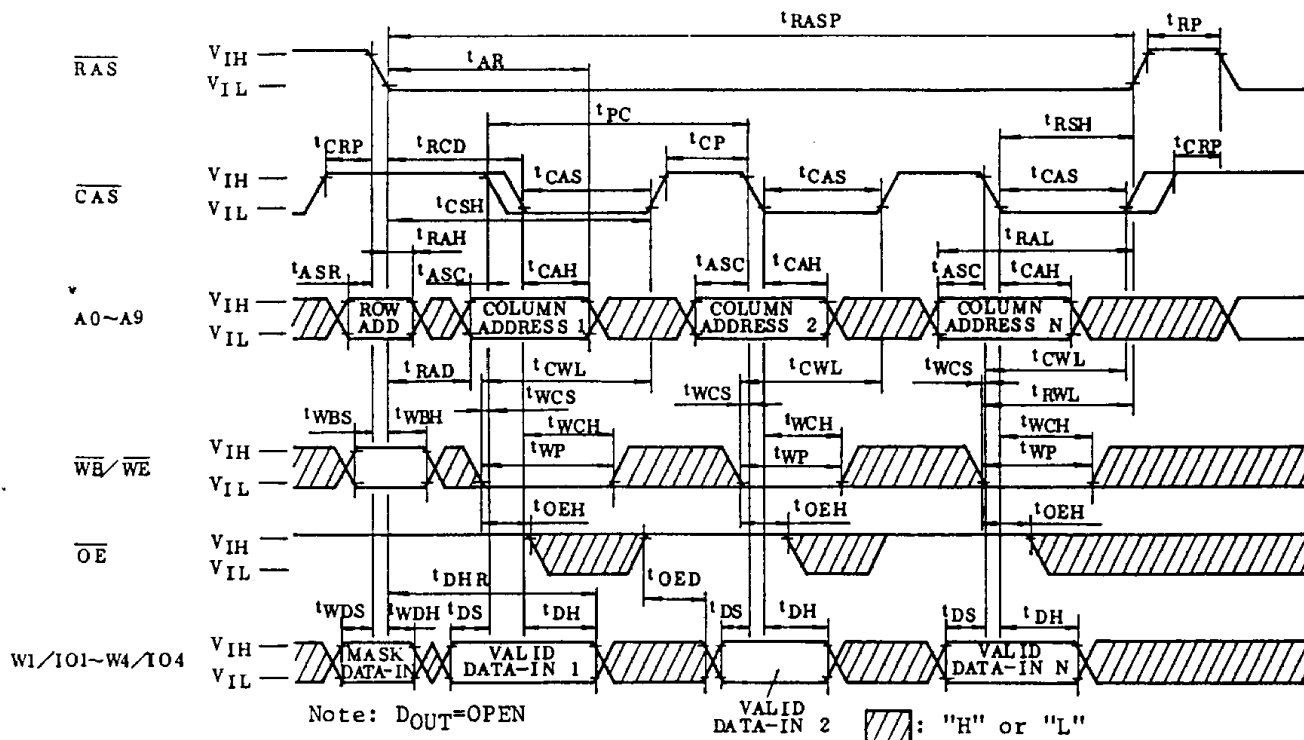 tRASP
tRP
RAS
VIH
VIL
tAR
tPC
tRSH
tCRP
tRCD
tCP
tCRP
CAS
VIH
VIL
tCAS
tCAS
tCAS
tCSH
tRAH
tRAL
tASR
tASC
tCAH
tASC
tCAH
tASC
tCAH
A0~A9
VIH
VIL
ROW
ADD
COLUMN
ADDRESS 1
COLUMN
ADDRESS 2
COLUMN
ADDRESS N
tRAD
tCWL
tCWL
tWCS
tCWL
tWCS
tWCS
tRWL
tWBS
tWBH
tWCH
tWCH
tWCH
WB/WE
VIH
VIL
tWP
tWP
tWP
tOEH
tOEH
tOEH
OE
VIH
VIL
tDHR
tOED
tWDS
tWDH
tDS
tDH
tDS
tDH
tDS
tDH
W1/IO1~W4/IO4
VIH
VIL
MASK
DATA-IN
VALID
DATA-IN 1
VALID
DATA-IN N
Note: DOUT=OPEN
VALID
DATA-IN 2
: "H" or "L"